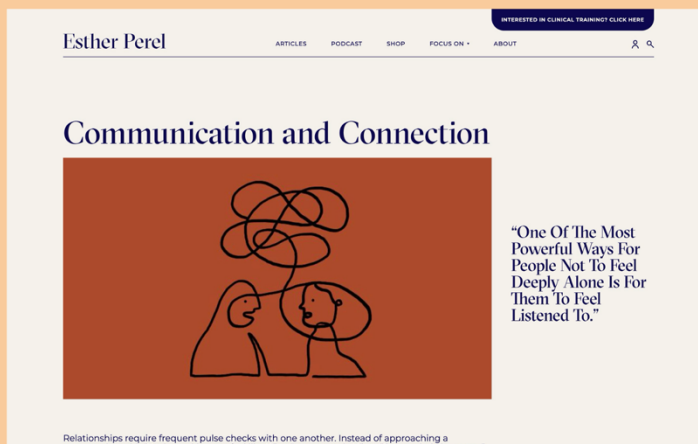 INTERESTED IN CLINICAL TRAINING? CLICK HERE
Esther Perel
ARTICLES PODCAST SHOP FOCUS ON ABOUT
Communication and Connection
“One Of The Most
Powerful Ways For
People Not To Feel
Deeply Alone Is For
Them To Feel
Listened To.”
Relationships require frequent pulse checks with one another. Instead of approaching a